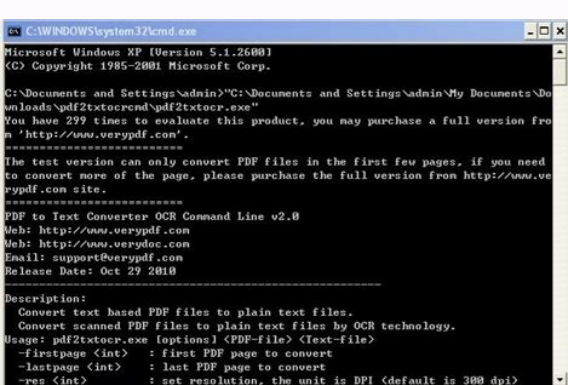 C:\WINDOWS\system32\cmd.exe
Microsoft Windows XP [Version 5.1.2600]
(C) Copyright 1985-2001 Microsoft Corp.
C:\Documents and Settings\admin>"C:\Documents and Settings\admin\My Documents\Do
wnloads\pdf2txtocrcmd\pdf2txtocr.exe"
You have 299 times to evaluate this product, you may purchase a full version fro
m 'http://www.verypdf.com'.
=========================
The test version can only convert PDF files in the first few pages, if you need
to convert more of the page, please purchase the full version from http://www.ve
rypdf.com site.
=========================
PDF to Text Converter OCR Command Line v2.0
Web: http://www.verypdf.com
Web: http://www.verydoc.com
Email: support@verypdf.com
Release Date: Oct 29 2010
-------------------------------------------------------
Description:
Convert text based PDF files to plain text files.
Convert scanned PDF files to plain text files by OCR technology.
Usage: pdf2txtocr.exe [options] <PDF-file> <Text-file>
-firstpage <int> : first PDF page to convert
-lastpage <int> : last PDF page to convert
-res <int> : set resolution, the unit is DPI (default is 300 dpi)